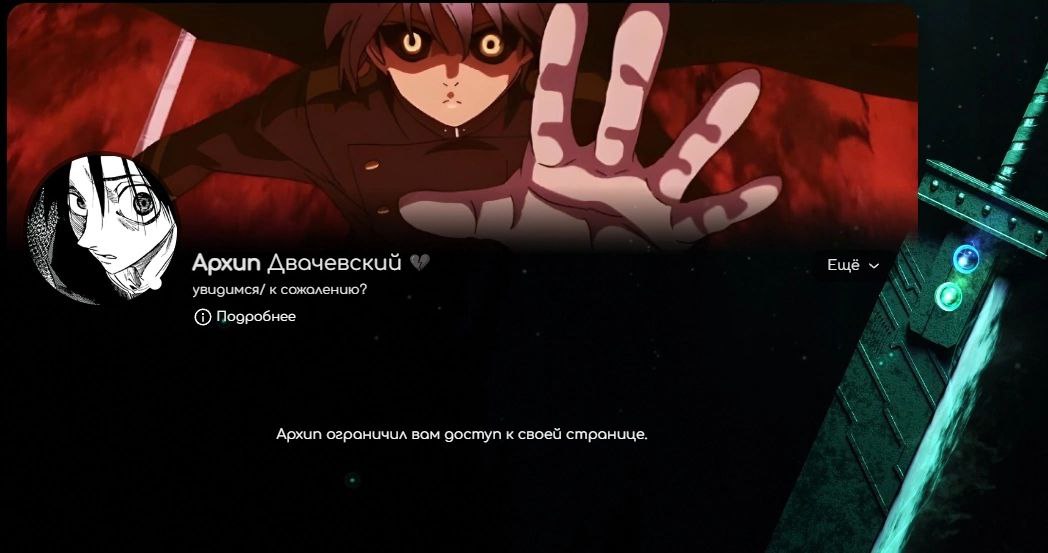 Архип Двачевский 💔
увидимся/ к сожалению?
Подробнее
Ещё
Архип ограничил вам доступ к своей странице.